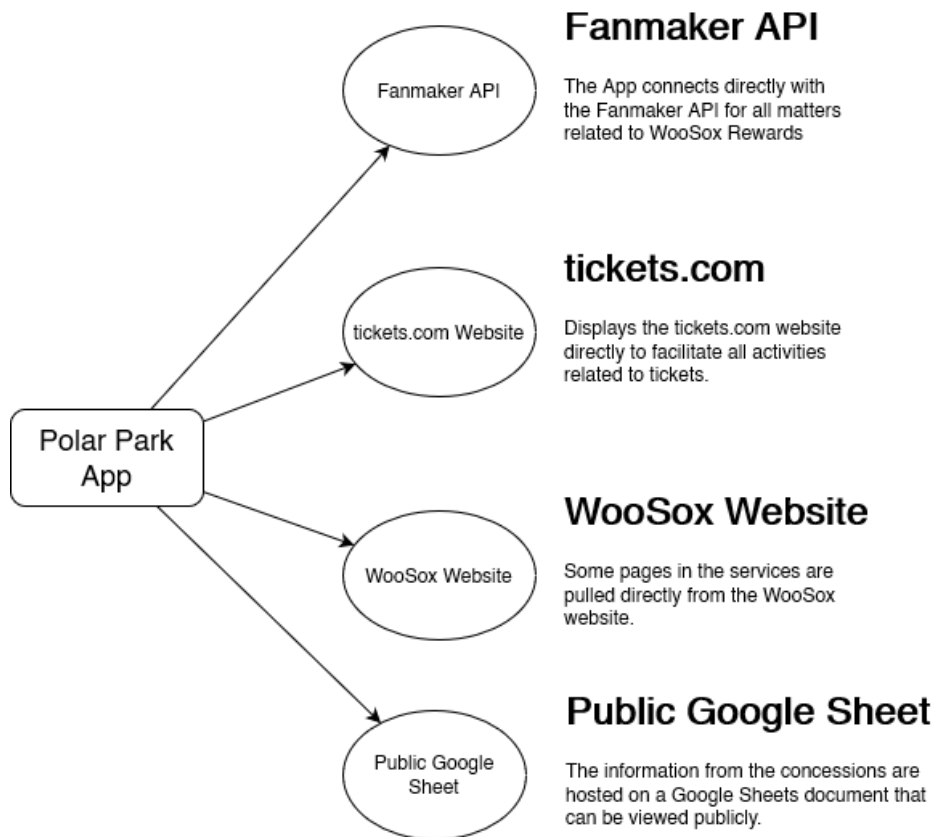 Fanmaker API
Fanmaker API
The App connects directly with
the Fanmaker API for all matters
related to WooSox Rewards
tickets.com
tickets.com Website
Displays the tickets.com website
directly to facilitate all activities
related to tickets.
Polar Park
App
WooSox Website
WooSox Website
Some pages in the services are
pulled directly from the WooSox
website.
Public Google Sheet
Public Google
Sheet
The information from the concessions are
hosted on a Google Sheets document that
can be viewed publicly.